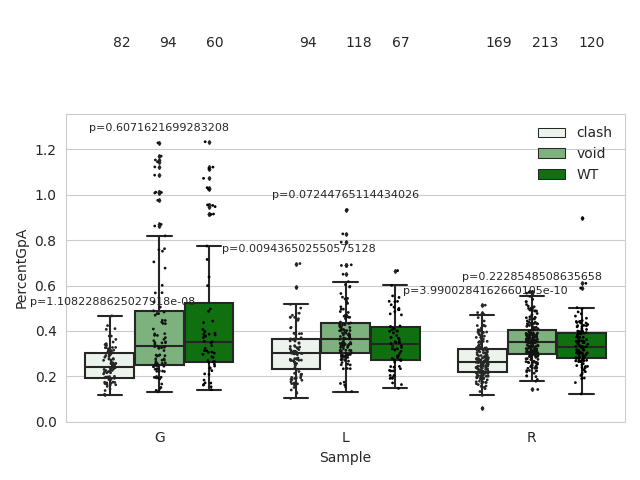 82 94 60 94 118 67 169 213 120
p=0.6071621699283208
clash
void
WT
p=0.07244765114434026
p=0.009436502550575128
p=0.2228548508635658
p=1.1082288625027918e-08
p=3.9900284162660105e-10
1.2
1.0
0.8
0.6
0.4
0.2
0.0
PercentGpA
G L R
Sample